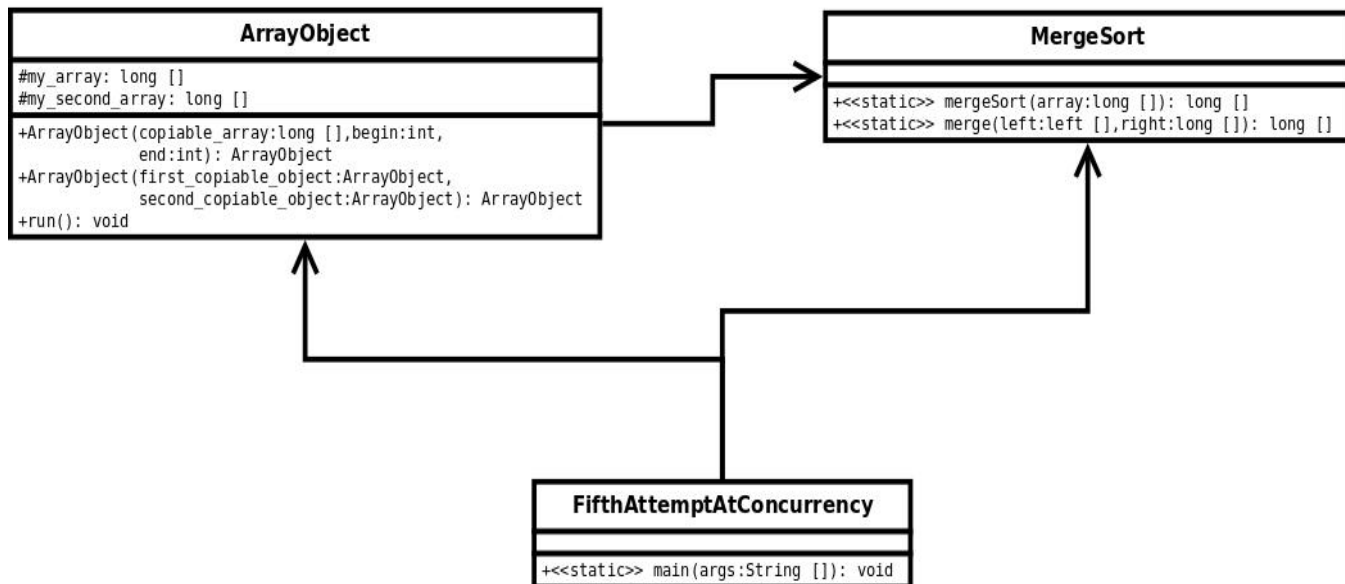 ArrayObject
#my_array: long []
#my_second_array: long []
+ArrayObject(copiable_array:long [],begin:int,
end:int): ArrayObject
+ArrayObject(first_copiable_object:ArrayObject,
second_copiable_object:ArrayObject): ArrayObject
+run(): void
MergeSort
+<<static>> mergeSort(array:long []): long []
+<<static>> merge(left:left [],right:long []): long []
FifthAttemptAtConcurrency
+<<static>> main(args:String []): void